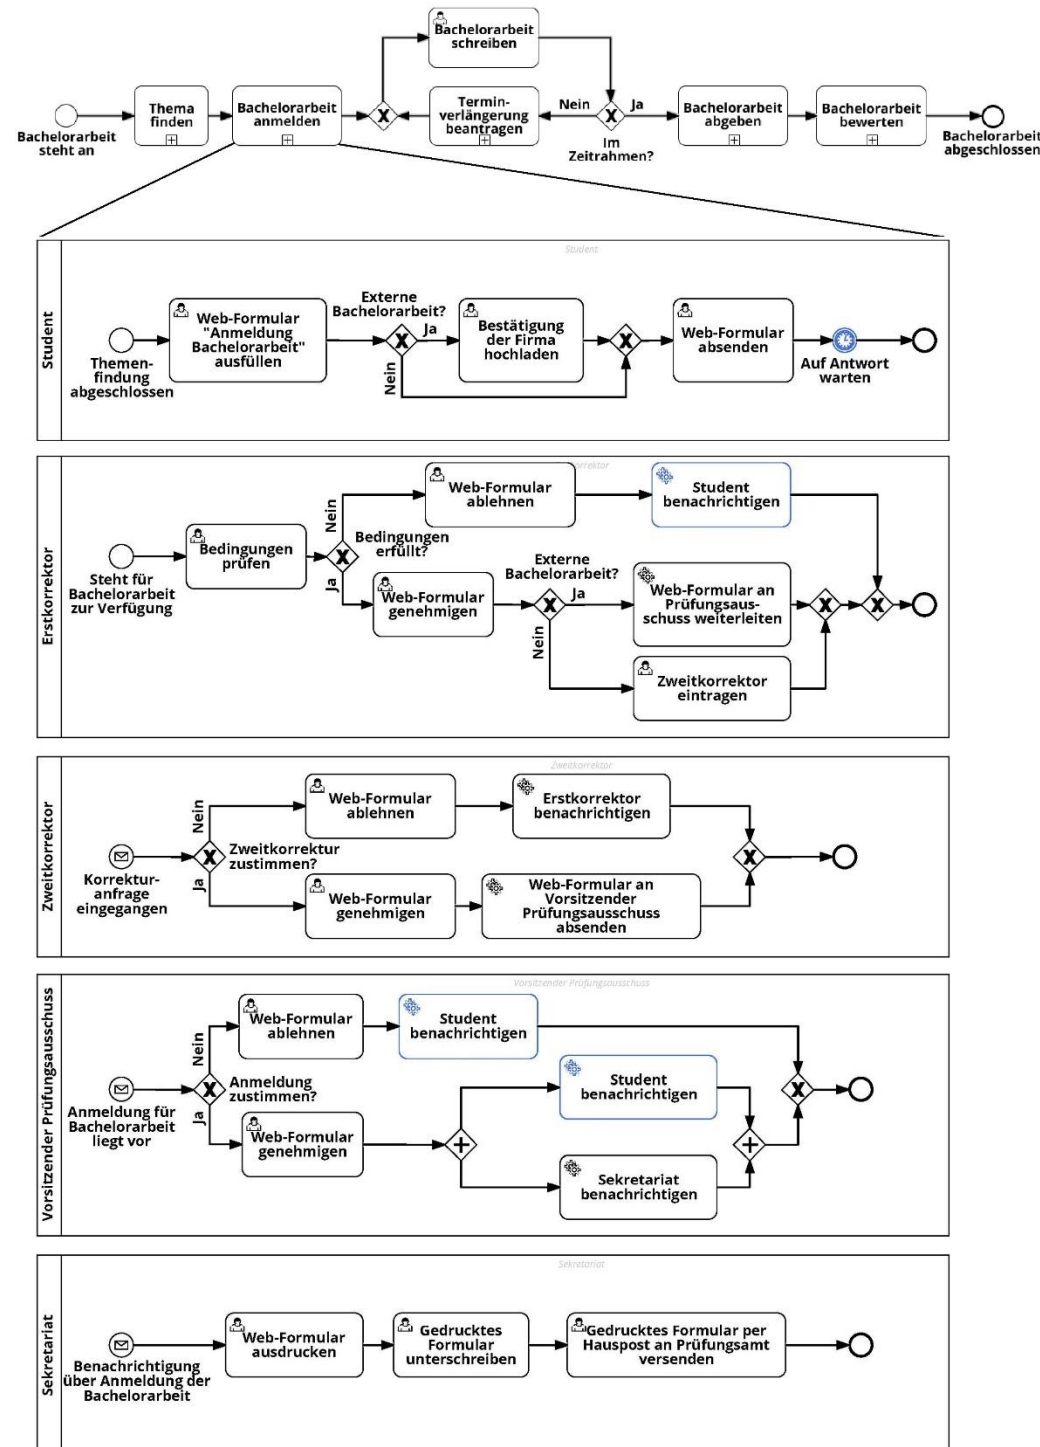 Bachelorarbeit
schreiben
Bachelorarbeit
steht an
Thema
finden
Bachelorarbeit
anmelden
Termin-
verlängerung
beantragen
Nein
Ja
Im
Zeitrahmen?
Bachelorarbeit
abgeben
Bachelorarbeit
bewerten
Bachelorarbeit
abgeschlossen
Student
Student
Themen-
findung
abgeschlossen
Web-Formular
"Anmeldung
Bachelorarbeit"
ausfüllen
Externe
Bachelorarbeit?
Ja
Nein
Bestätigung
der Firma
hochladen
Web-Formular
absenden
Auf Antwort
warten
Erstkorrektor
Steht für
Bachelorarbeit
zur Verfügung
Bedingungen
prüfen
Nein
Bedingungen
erfüllt?
Ja
Web-Formular
ablehnen
Student
benachrichtigen
Web-Formular
genehmigen
Externe
Bachelorarbeit?
Ja
Nein
Web-Formular an
Prüfungsaus-
schuss weiterleiten
Zweitkorrektor
eintragen
Zweitkorrektor
Zweitkorrektor
Korrektur-
anfrage
eingegangen
Nein
Zweitkorrektur
zustimmen?
Ja
Web-Formular
ablehnen
Erstkorrektor
benachrichtigen
Web-Formular
genehmigen
Web-Formular an
Vorsitzender
Prüfungsausschuss
absenden
Vorsitzender Prüfungsausschuss
Vorsitzender Prüfungsausschuss
Anmeldung für
Bachelorarbeit
liegt vor
Nein
Anmeldung
zustimmen?
Ja
Web-Formular
ablehnen
Student
benachrichtigen
Web-Formular
genehmigen
Student
benachrichtigen
Sekretariat
benachrichtigen
Sekretariat
Sekretariat
Benachrichtigung
über Anmeldung der
Bachelorarbeit
Web-Formular
ausdrucken
Gedrucktes
Formular
unterschreiben
Gedrucktes Formular per
Hauspost an Prüfungsamt
versenden